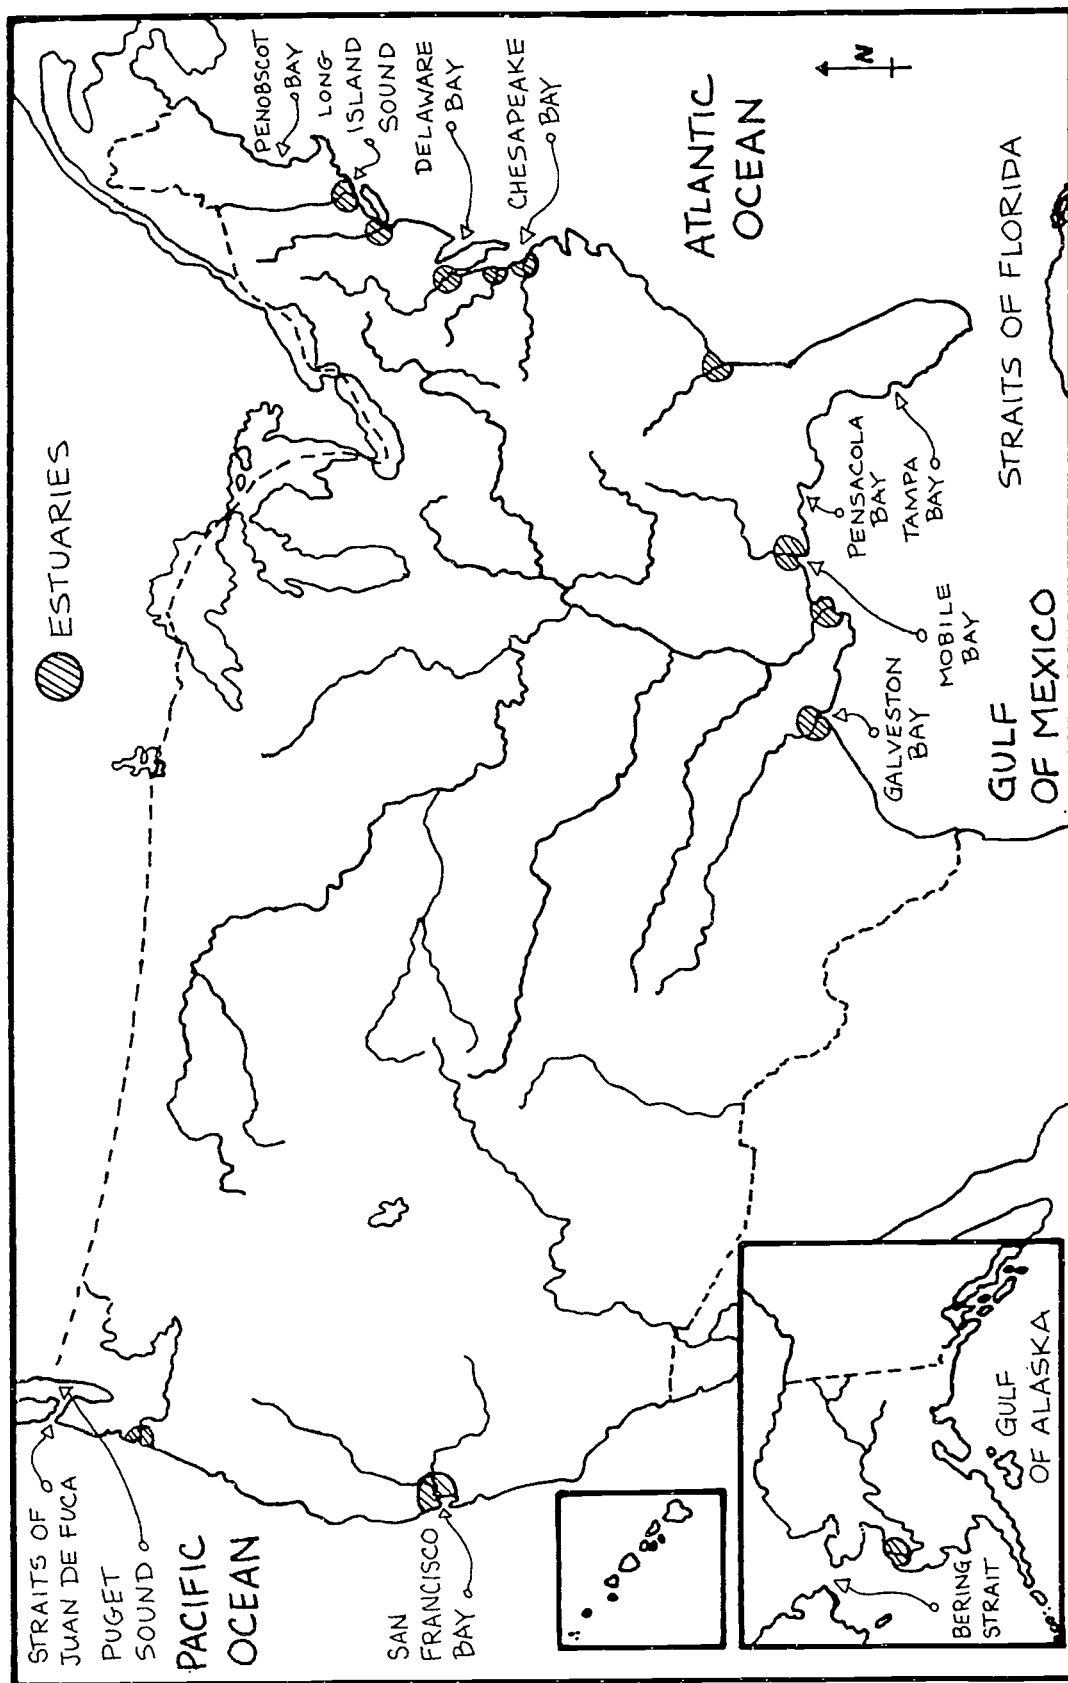 ESTUARIES
STRAITS OF
JUAN DE FUCA
PUGET
SOUND
PACIFIC
OCEAN
SAN
FRANCISCO
BAY
PENOBSCOT
BAY
LONG
ISLAND
SOUND
DELAWARE
BAY
CHESAPEAKE
BAY
ATLANTIC
OCEAN
N
STRAITS OF FLORIDA
PENSACOLA
BAY
TAMPA
BAY
MOBILE
BAY
GALVESTON
BAY
GULF
OF MEXICO
BERING
STRAIT
GULF
OF ALASKA